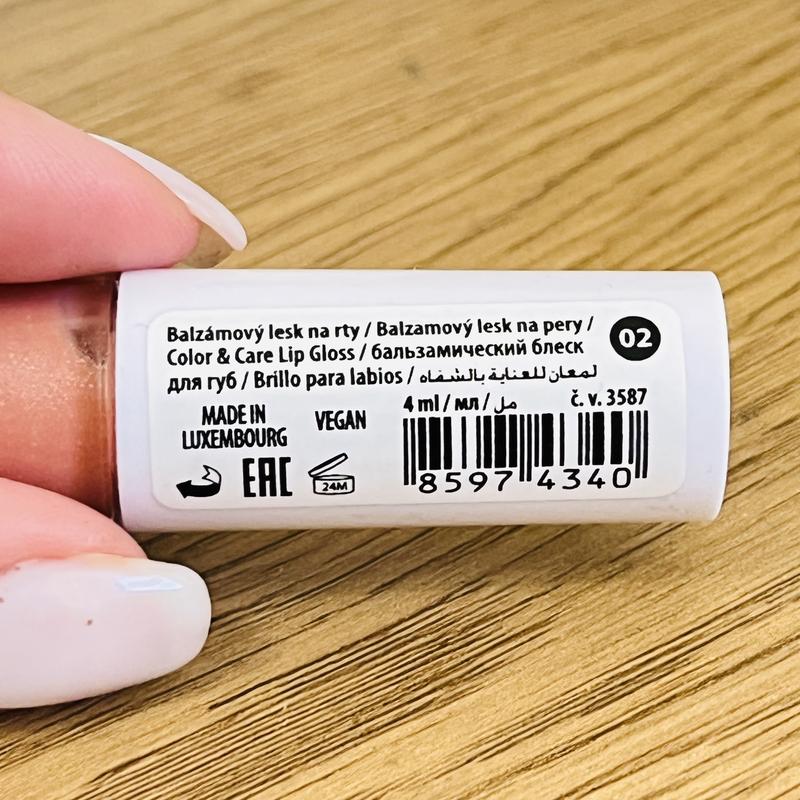 Balzámový lesk na rty / Balzamový lesk na pery /
Color & Care Lip Gloss / бальзамический блеск
для губ / Brillo para labios / لمعان للعناية بالشفاه
02
4 ml / мл / مل
č. v. 3587
MADE IN
LUXEMBOURG
VEGAN
EAC
24M
8597 4340